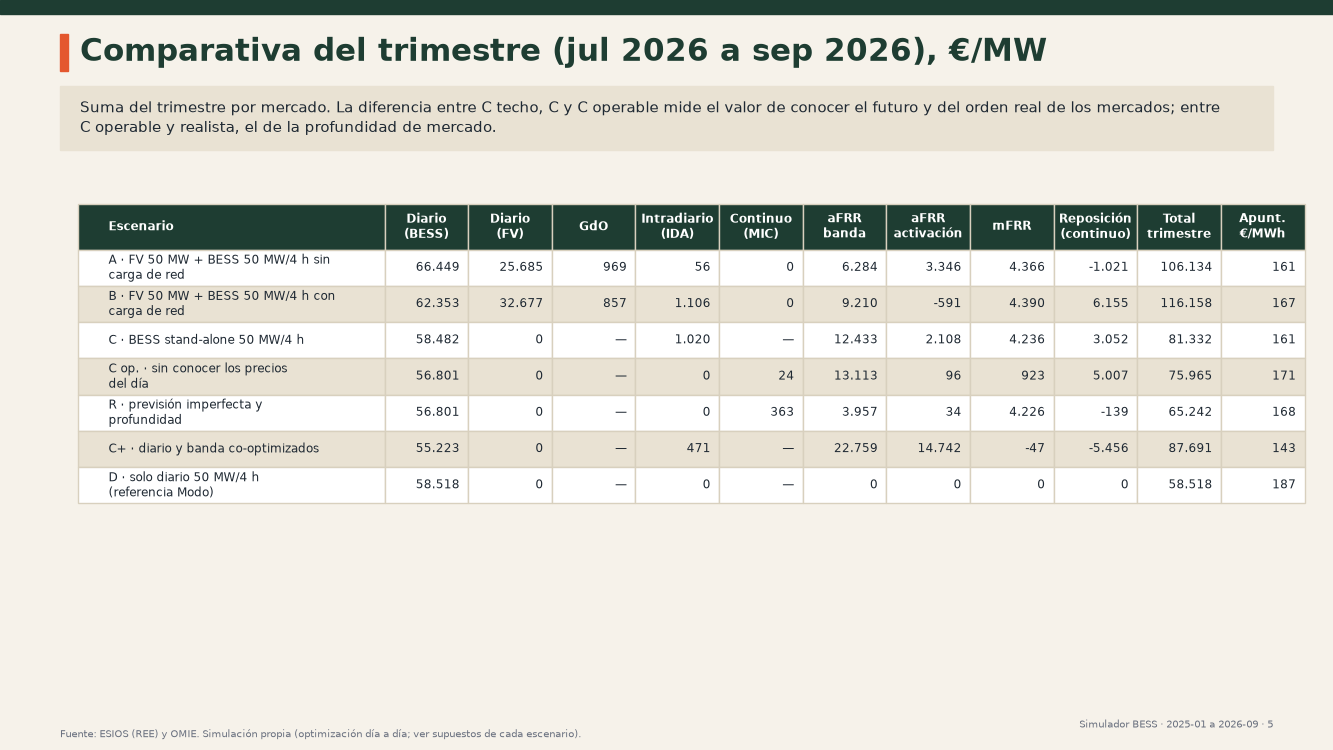 Comparativa del trimestre (jul 2026 a sep 2026), €/MW
Suma del trimestre por mercado. La diferencia entre C techo, C y C operable mide el valor de conocer el futuro y del orden real de los mercados; entre
C operable y realista, el de la profundidad de mercado.
Escenario | Diario (BESS) | Diario (FV) | GdO | Intradiario (IDA) | Continuo (MIC) | aFRR banda | aFRR activación | mFRR | Reposición (continuo) | Total trimestre | Apunt. €/MWh
A · FV 50 MW + BESS 50 MW/4 h sin carga de red | 66.449 | 25.685 | 969 | 56 | 0 | 6.284 | 3.346 | 4.366 | -1.021 | 106.134 | 161
B · FV 50 MW + BESS 50 MW/4 h con carga de red | 62.353 | 32.677 | 857 | 1.106 | 0 | 9.210 | -591 | 4.390 | 6.155 | 116.158 | 167
C · BESS stand-alone 50 MW/4 h | 58.482 | 0 | — | 1.020 | — | 12.433 | 2.108 | 4.236 | 3.052 | 81.332 | 161
C op. · sin conocer los precios del día | 56.801 | 0 | — | 0 | 24 | 13.113 | 96 | 923 | 5.007 | 75.965 | 171
R · previsión imperfecta y profundidad | 56.801 | 0 | — | 0 | 363 | 3.957 | 34 | 4.226 | -139 | 65.242 | 168
C+ · diario y banda co-optimizados | 55.223 | 0 | — | 471 | — | 22.759 | 14.742 | -47 | -5.456 | 87.691 | 143
D · solo diario 50 MW/4 h (referencia Modo) | 58.518 | 0 | — | 0 | — | 0 | 0 | 0 | 0 | 58.518 | 187
Simulador BESS · 2025-01 a 2026-09 · 5
Fuente: ESIOS (REE) y OMIE. Simulación propia (optimización día a día; ver supuestos de cada escenario).